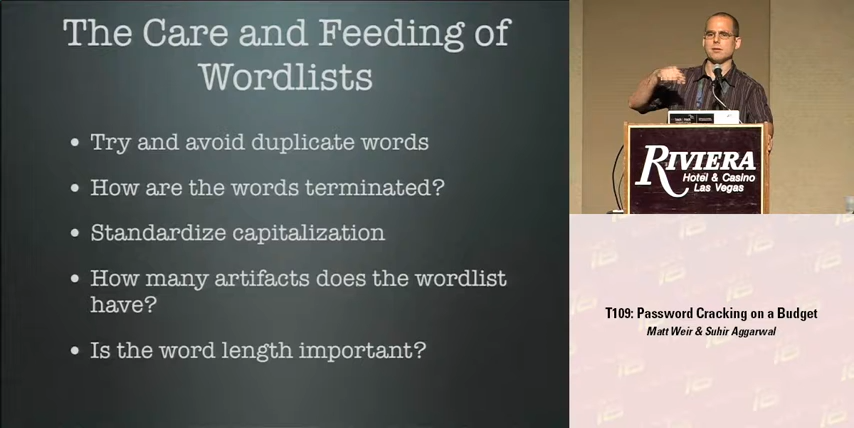 The Care and Feeding of
Wordlists
• Try and avoid duplicate words
• How are the words terminated?
• Standardize capitalization
• How many artifacts does the wordlist
have?
• Is the word length important?
RIVIERA
Hotel & Casino
Las Vegas
T109: Password Cracking on a Budget
Matt Weir & Suhir Aggarwal